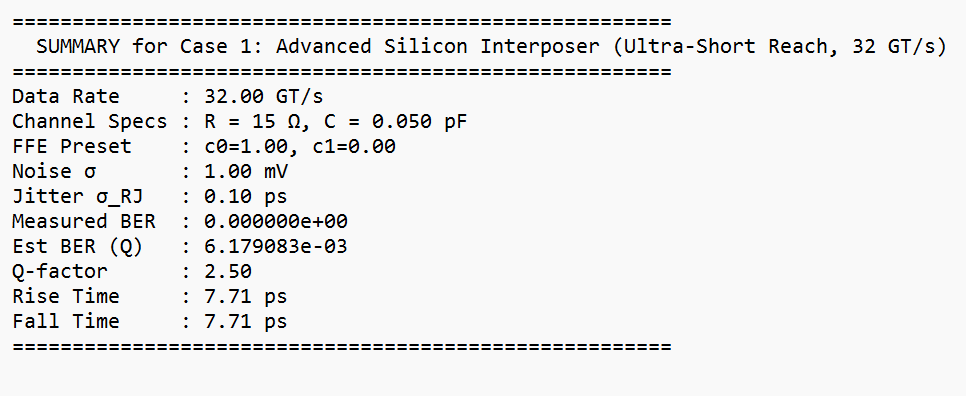 =======================================================
  SUMMARY for Case 1: Advanced Silicon Interposer (Ultra-Short Reach, 32 GT/s)
=======================================================
Data Rate     : 32.00 GT/s
Channel Specs : R = 15 Ω, C = 0.050 pF
FFE Preset    : c0=1.00, c1=0.00
Noise σ       : 1.00 mV
Jitter σ_RJ   : 0.10 ps
Measured BER  : 0.000000e+00
Est BER (Q)   : 6.179083e-03
Q-factor      : 2.50
Rise Time     : 7.71 ps
Fall Time     : 7.71 ps
=======================================================